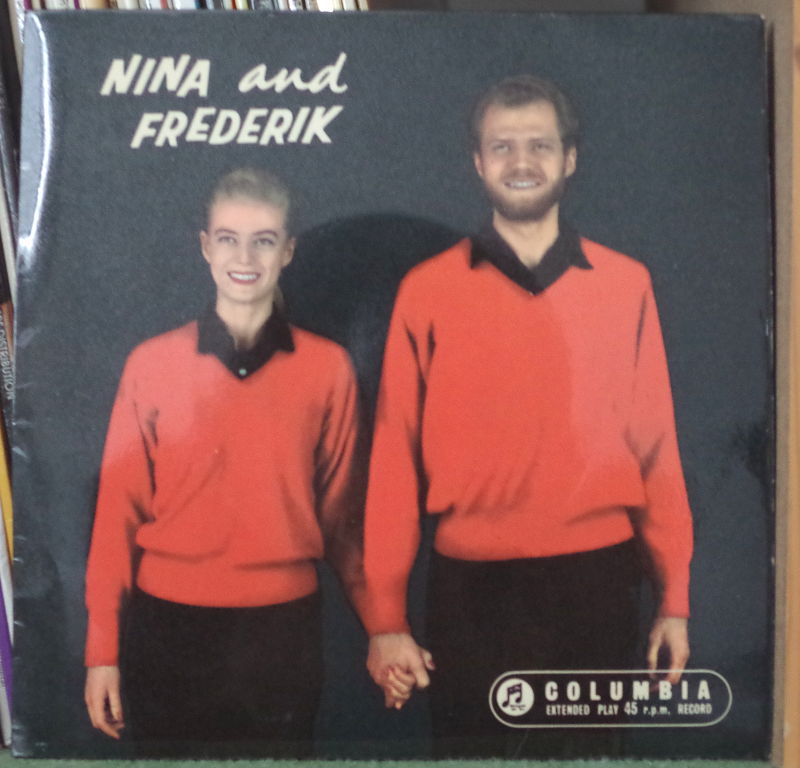 NINA and
FREDERIK
COLUMBIA
EXTENDED PLAY 45 r.p.m. RECORD